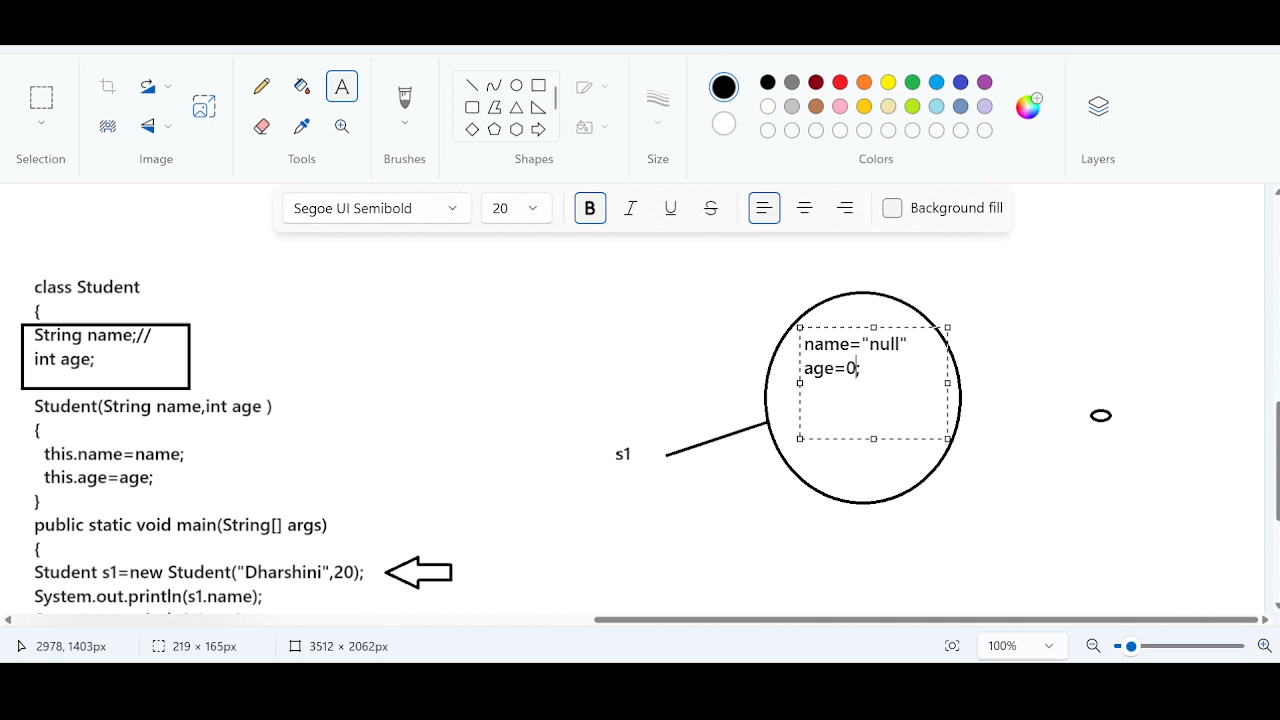 Selection
Image
Tools
Brushes
Shapes
Size
Colors
Layers
Segoe UI Semibold
20
B
I
U
S
Background fill
class Student
{
String name;//
int age;
Student(String name,int age )
{
this.name=name;
this.age=age;
}
public static void main(String[] args)
{
Student s1=new Student("Dharshini",20);
System.out.println(s1.name);
s1
name="null"
age=0;
2978, 1403px
219 × 165px
3512 × 2062px
100%